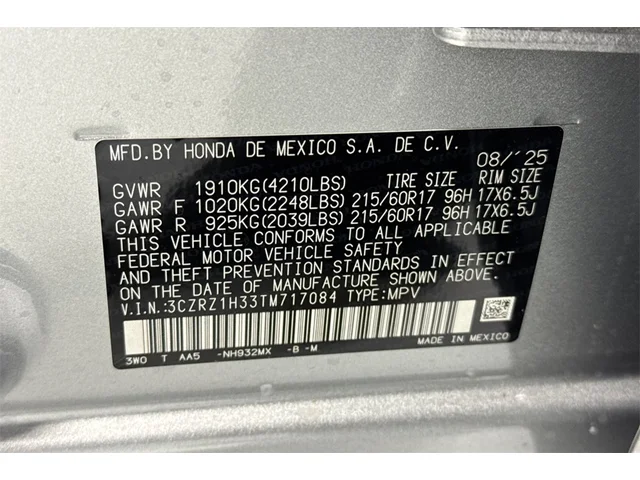 MFD.BY HONDA DE MEXICO S.A. DE C.V.
08/'25
GVWR 1910KG(4210LBS) TIRE SIZE RIM SIZE
GAWR F 1020KG(2248LBS) 215/60R17 96H 17X6.5J
GAWR R 925KG(2039LBS) 215/60R17 96H 17X6.5J
THIS VEHICLE CONFORMS TO ALL APPLICABLE
FEDERAL MOTOR VEHICLE SAFETY
AND THEFT PREVENTION STANDARDS IN EFFECT
ON THE DATE OF MANUFACTURE SHOWN ABOVE.
V.I.N.:3CZRZ1H33TM717084 TYPE:MPV
3W0 T AA5 -NH932MX -B -M
MADE IN MEXICO